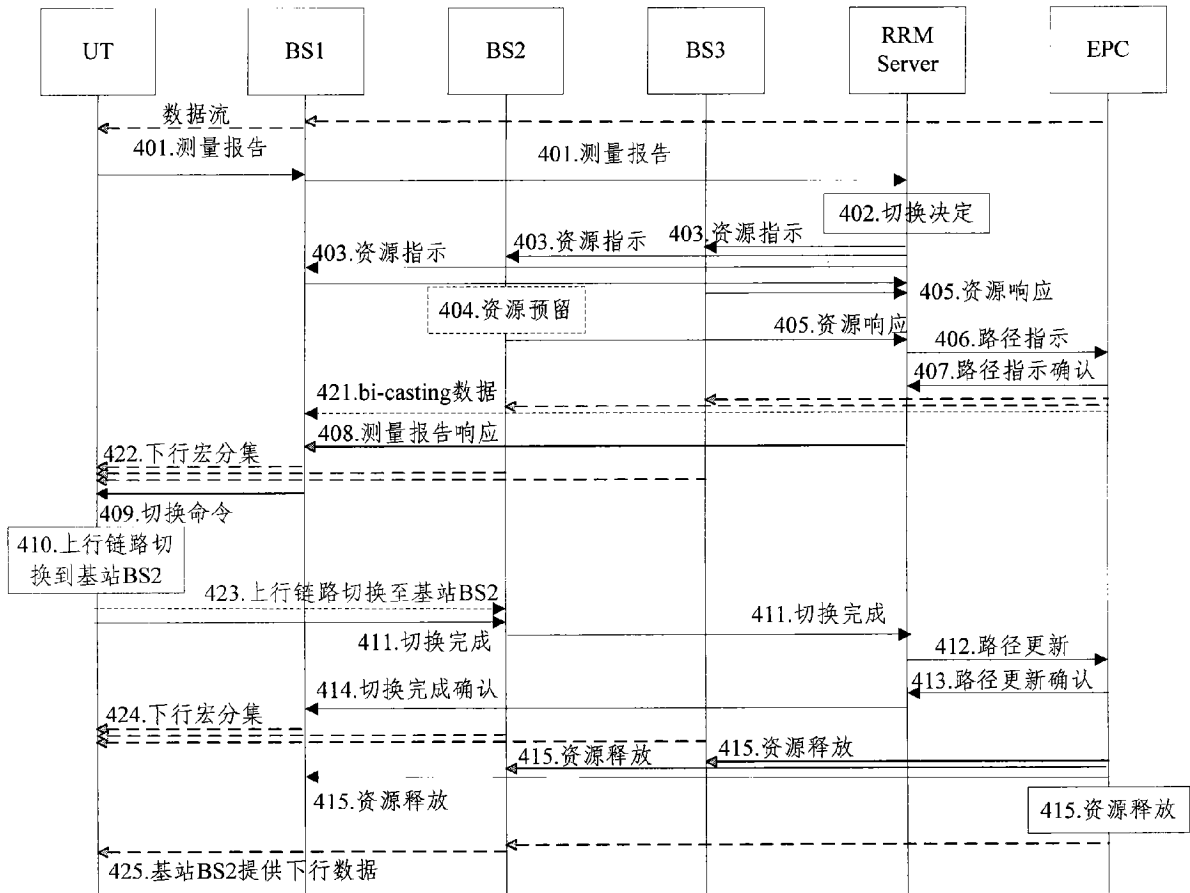 UT
BS1
BS2
BS3
RRM
Server
EPC
数据流
401.测量报告
401.测量报告
402.切换决定
403.资源指示
403.资源指示
403.资源指示
404.资源预留
405.资源响应
405.资源响应
406.路径指示
407.路径指示确认
421.bi-casting数据
408.测量报告响应
422.下行宏分集
409.切换命令
410.上行链路切
换到基站BS2
423.上行链路切换至基站BS2
411.切换完成
411.切换完成
412.路径更新
413.路径更新确认
414.切换完成确认
424.下行宏分集
415.资源释放
415.资源释放
415.资源释放
415.资源释放
425.基站BS2提供下行数据